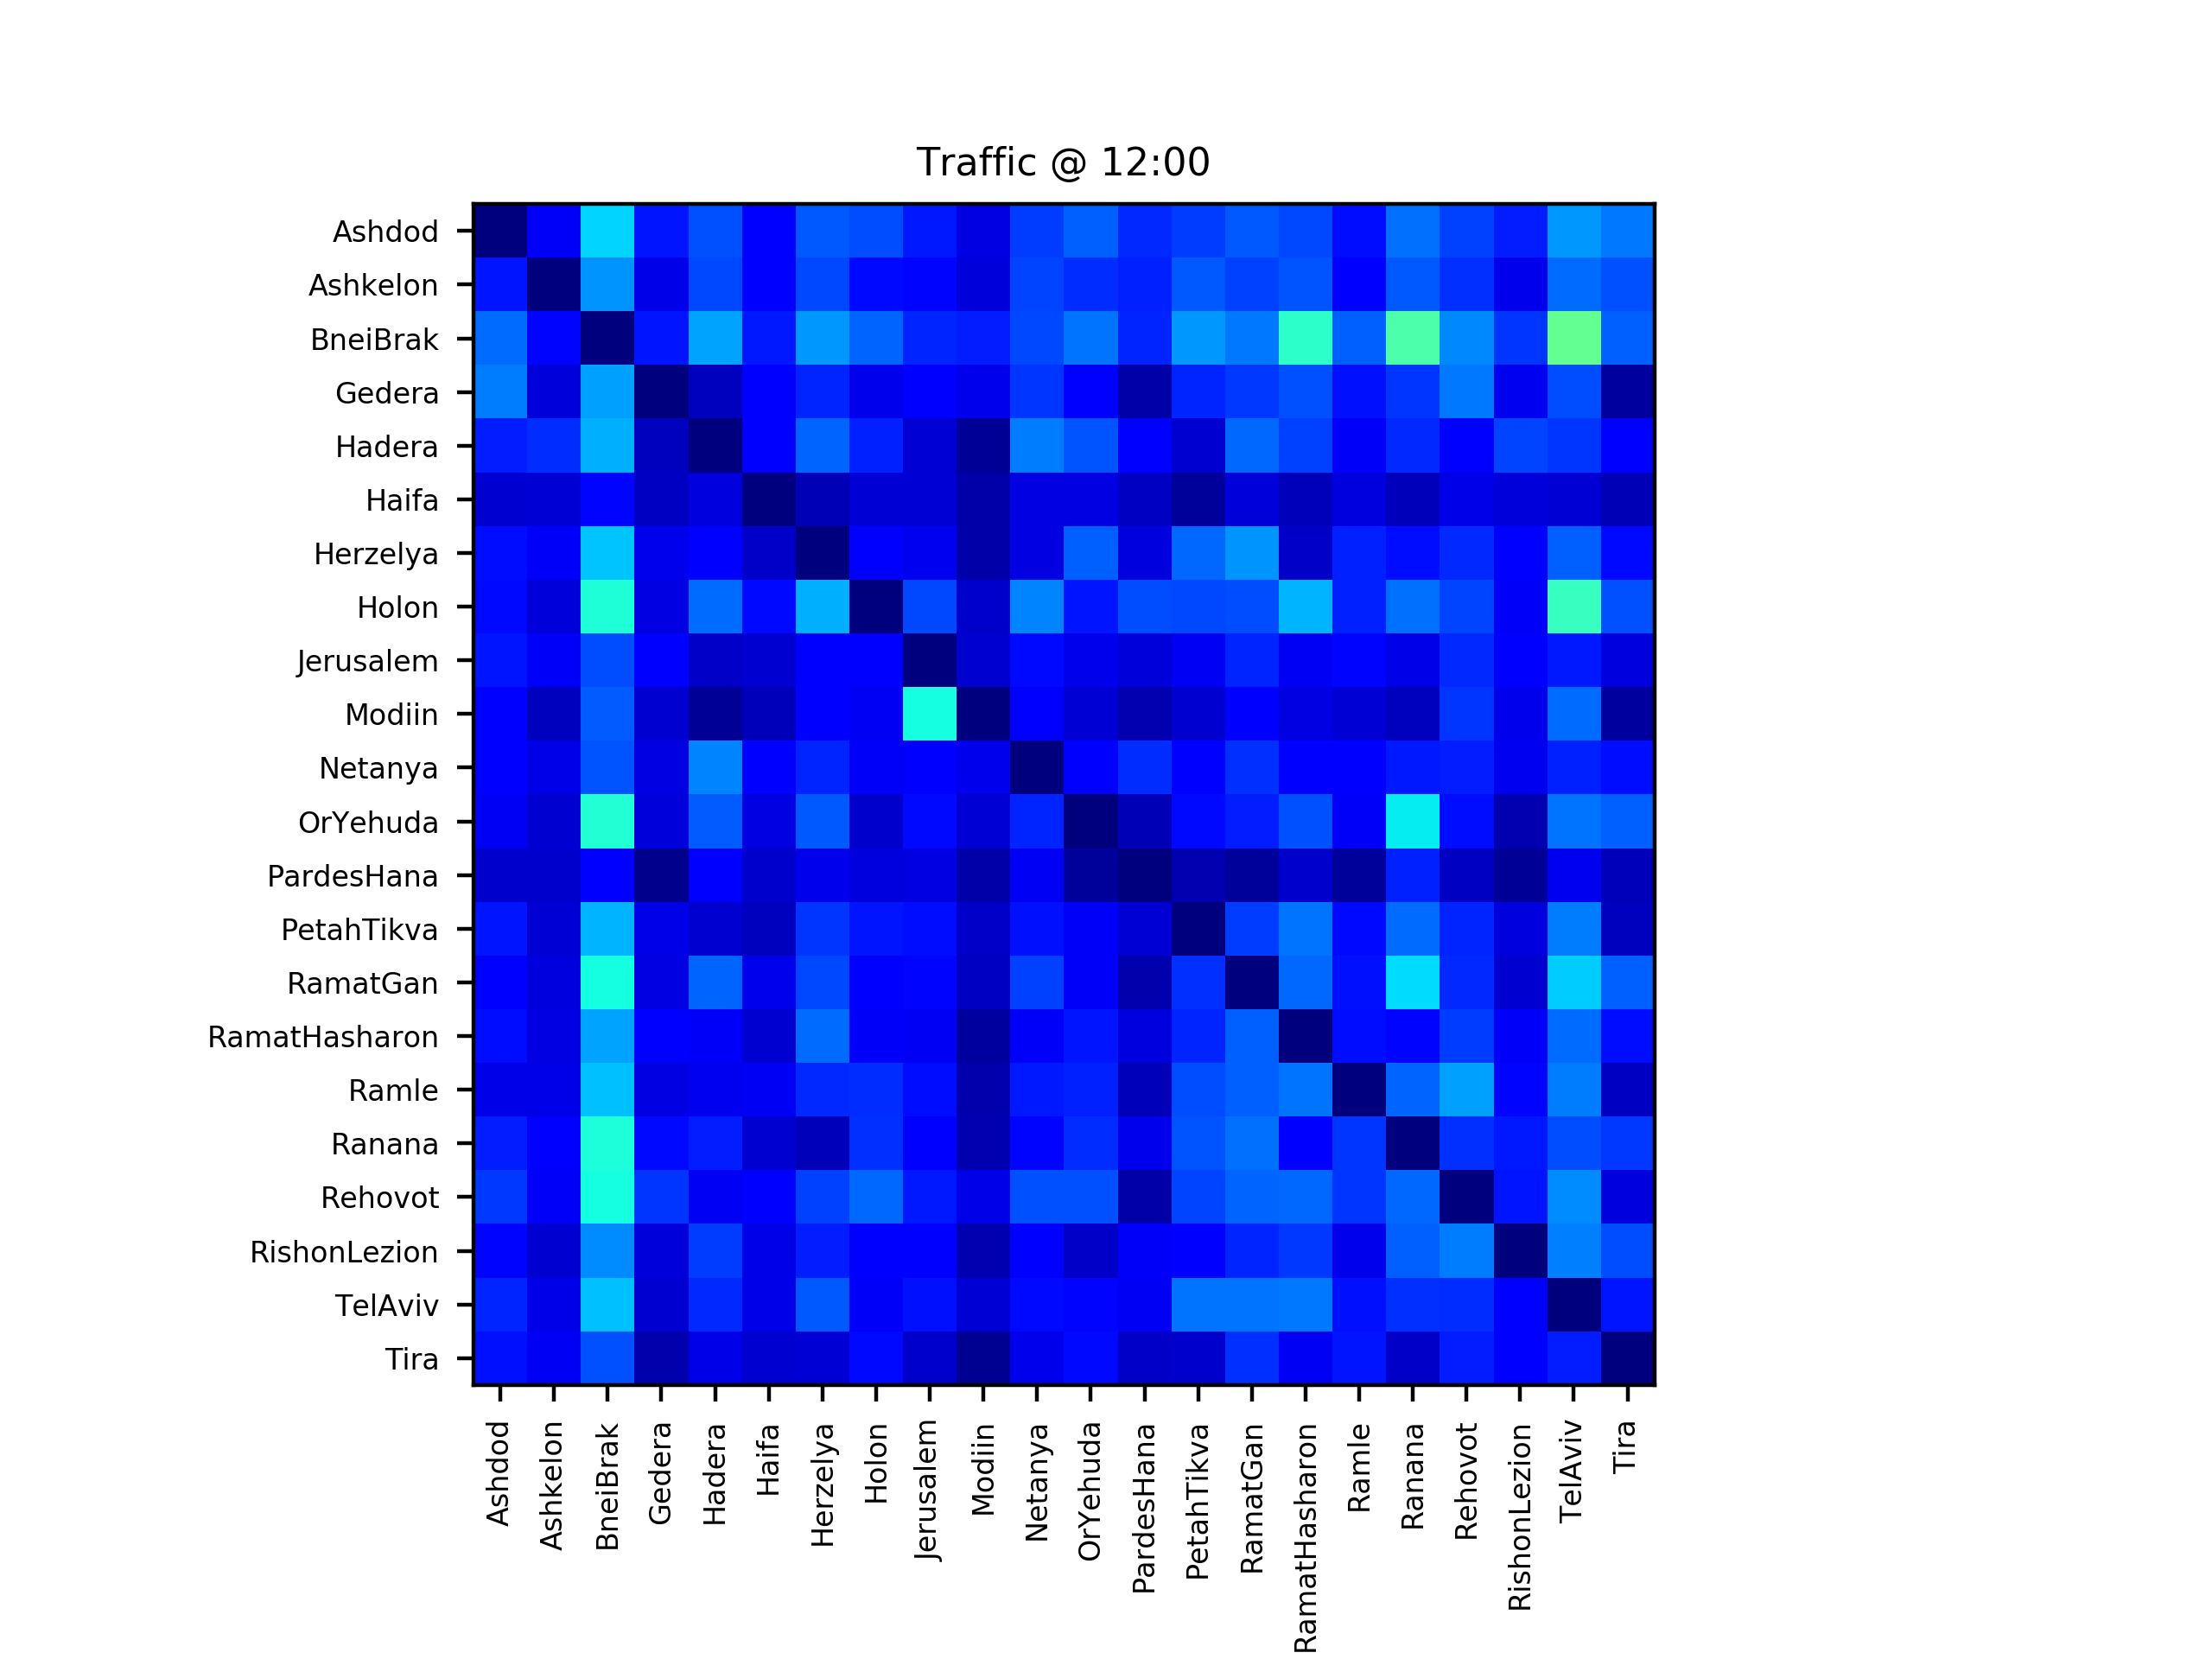 Traffic @ 12:00
Ashdod
Ashkelon
BneiBrak
Gedera
Hadera
Haifa
Herzelya
Holon
Jerusalem
Modiin
Netanya
OrYehuda
PardesHana
PetahTikva
RamatGan
RamatHasharon
Ramle
Ranana
Rehovot
RishonLezion
TelAviv
Tira
Ashdod
Ashkelon
BneiBrak
Gedera
Hadera
Haifa
Herzelya
Holon
Jerusalem
Modiin
Netanya
OrYehuda
PardesHana
PetahTikva
RamatGan
RamatHasharon
Ramle
Ranana
Rehovot
RishonLezion
TelAviv
Tira